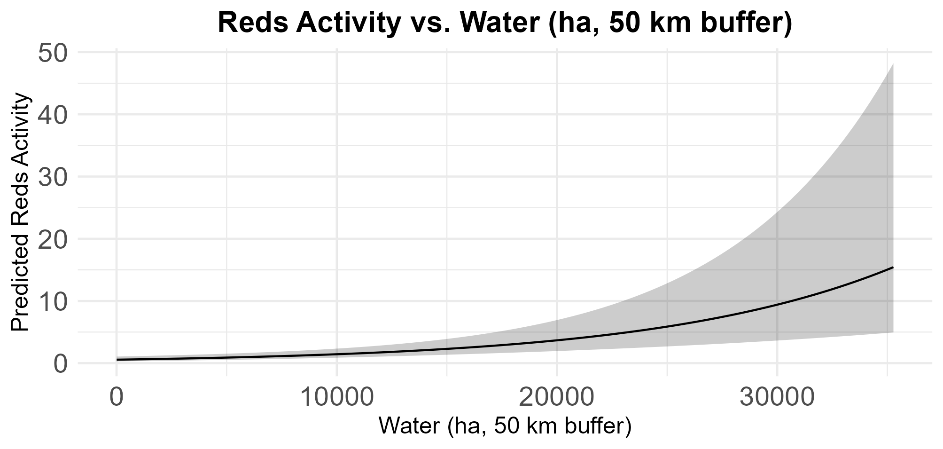 Reds Activity vs. Water (ha, 50 km buffer)
Predicted Reds Activity
50
40
30
20
10
0
0 10000 20000 30000
Water (ha, 50 km buffer)